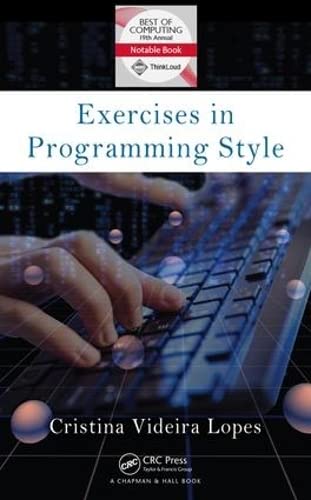 BEST OF
COMPUTING
19th Annual
Notable Book
ThinkLoud
Exercises in
Programming Style
Cristina Videira Lopes
CRC
CRC Press
Taylor & Francis Group
A CHAPMAN & HALL BOOK